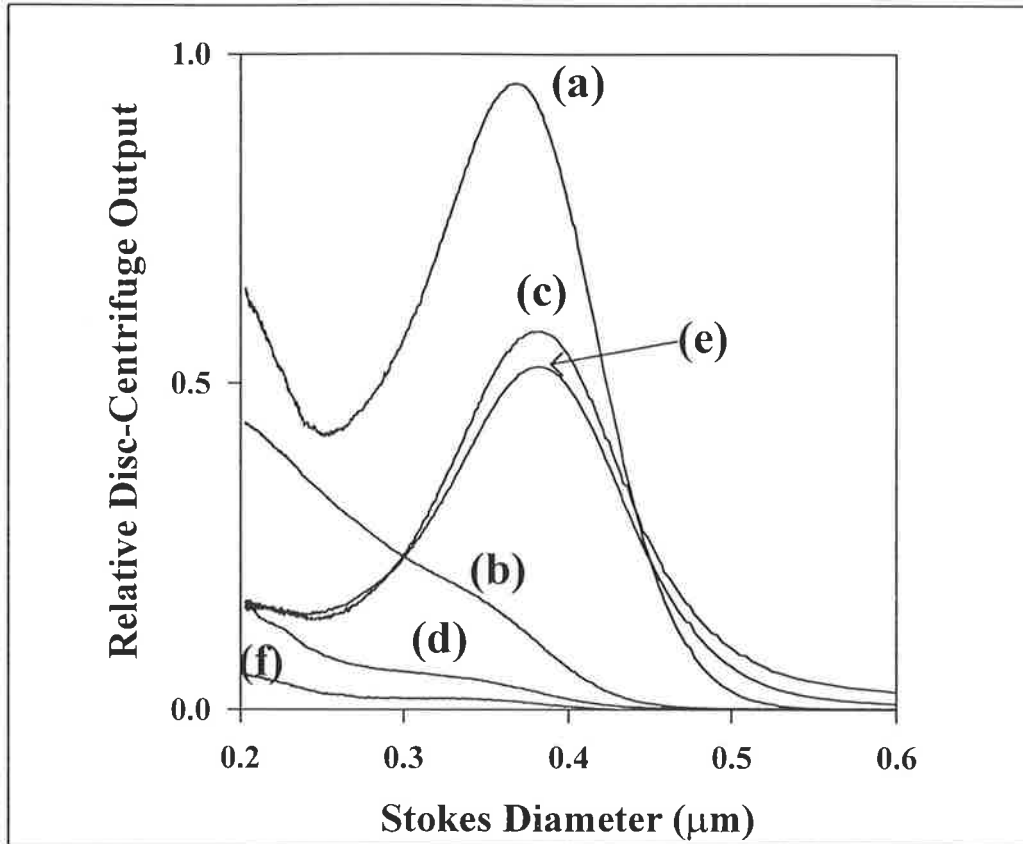 1.0
(a)
(c)
(e)
0.5
(b)
(d)
(f)
0.0
0.2
0.3
0.4
0.5
0.6
Relative Disc-Centrifuge Output
Stokes Diameter (μm)